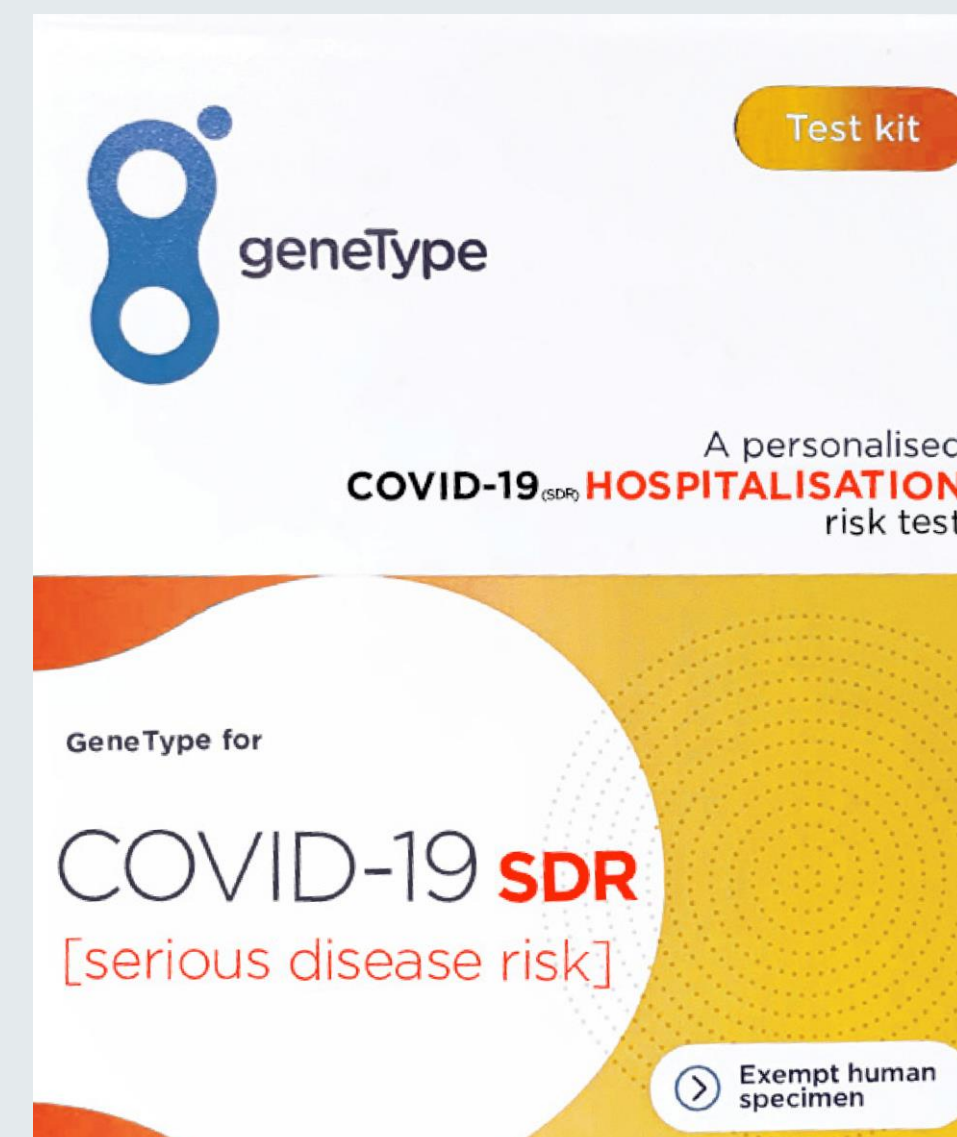 Test kit
geneType
A personalised
COVID-19 (SDR) HOSPITALISATION
risk test
GeneType for
COVID-19 SDR
[serious disease risk]
Exempt human
specimen